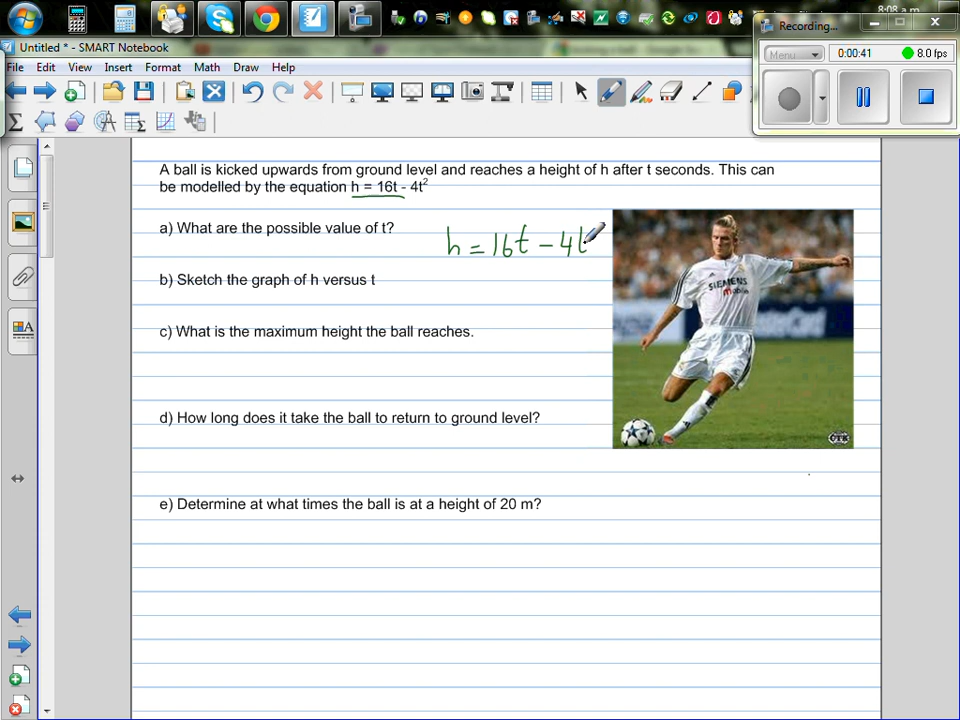 8:08 a.m.
Recording...
Untitled * - SMART Notebook
Menu
0:00:41
8.0 fps
File Edit View Insert Format Math Draw Help
A ball is kicked upwards from ground level and reaches a height of h after t seconds. This can
be modelled by the equation h = 16t - 4t²
a) What are the possible value of t?
h = 16t - 4t
b) Sketch the graph of h versus t
SIEMENS
mobile
c) What is the maximum height the ball reaches.
d) How long does it take the ball to return to ground level?
e) Determine at what times the ball is at a height of 20 m?